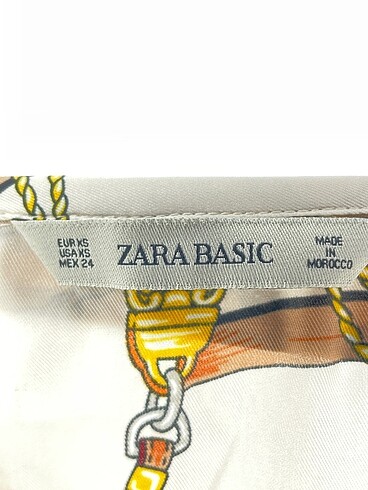 EUR XS
USA XS
MEX 24
ZARA BASIC
MADE
IN
MOROCCO